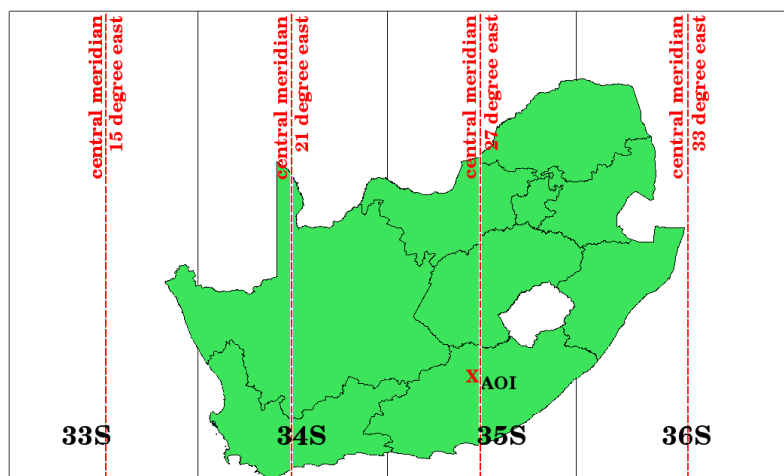 central meridian
15 degree east
central meridian
21 degree east
central meridian
27 degree east
central meridian
33 degree east
X AOI
33S
34S
35S
36S